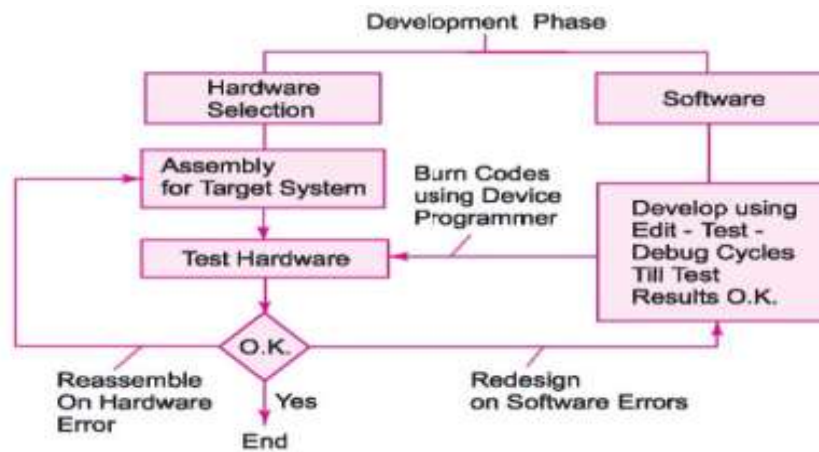 Development Phase
Hardware
Selection
Software
Assembly
for Target System
Burn Codes
using Device
Programmer
Develop using
Edit - Test -
Debug Cycles
Till Test
Results O.K.
Test Hardware
O.K.
Reassemble
On Hardware
Error
Yes
End
Redesign
on Software Errors